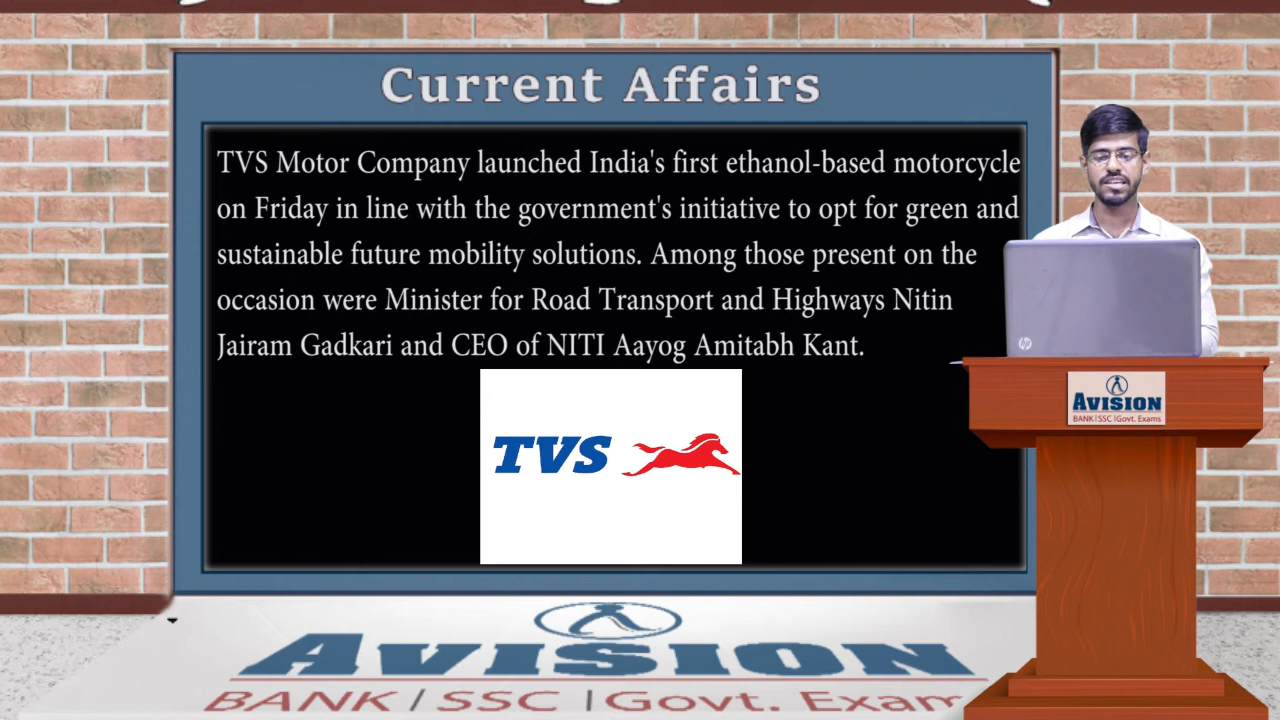 Current Affairs
TVS Motor Company launched India's first ethanol-based motorcycle
on Friday in line with the government's initiative to opt for green and
sustainable future mobility solutions. Among those present on the
occasion were Minister for Road Transport and Highways Nitin
Jairam Gadkari and CEO of NITI Aayog Amitabh Kant.
TVS
hp
AVISION
BANK|SSC|Govt. Exams
AVISION
BANK | SSC | Govt. Exam